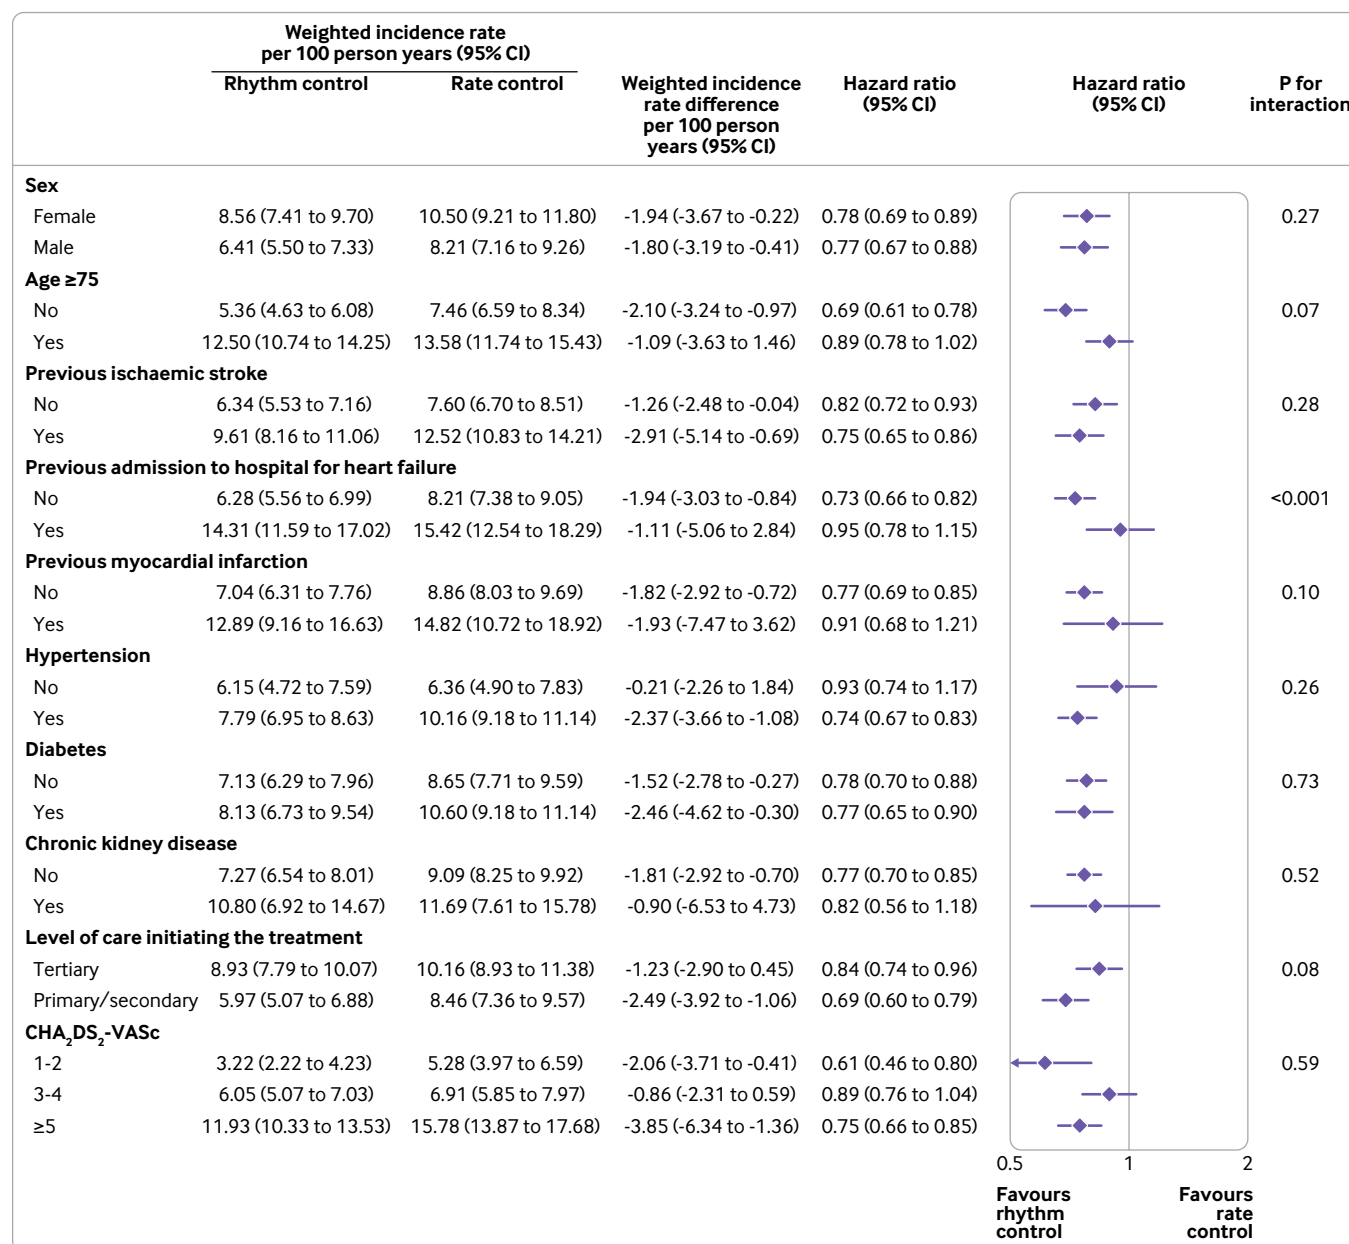 Weighted incidence rate
per 100 person years (95% CI)
Rhythm control Rate control Weighted incidence Hazard ratio Hazard ratio P for
rate difference (95% CI) (95% CI) interaction
per 100 person
years (95% CI)
Sex
Female 8.56 (7.41 to 9.70) 10.50 (9.21 to 11.80) -1.94 (-3.67 to -0.22) 0.78 (0.69 to 0.89) 0.27
Male 6.41 (5.50 to 7.33) 8.21 (7.16 to 9.26) -1.80 (-3.19 to -0.41) 0.77 (0.67 to 0.88)
Age ≥75
No 5.36 (4.63 to 6.08) 7.46 (6.59 to 8.34) -2.10 (-3.24 to -0.97) 0.69 (0.61 to 0.78) 0.07
Yes 12.50 (10.74 to 14.25) 13.58 (11.74 to 15.43) -1.09 (-3.63 to 1.46) 0.89 (0.78 to 1.02)
Previous ischaemic stroke
No 6.34 (5.53 to 7.16) 7.60 (6.70 to 8.51) -1.26 (-2.48 to -0.04) 0.82 (0.72 to 0.93) 0.28
Yes 9.61 (8.16 to 11.06) 12.52 (10.83 to 14.21) -2.91 (-5.14 to -0.69) 0.75 (0.65 to 0.86)
Previous admission to hospital for heart failure
No 6.28 (5.56 to 6.99) 8.21 (7.38 to 9.05) -1.94 (-3.03 to -0.84) 0.73 (0.66 to 0.82) <0.001
Yes 14.31 (11.59 to 17.02) 15.42 (12.54 to 18.29) -1.11 (-5.06 to 2.84) 0.95 (0.78 to 1.15)
Previous myocardial infarction
No 7.04 (6.31 to 7.76) 8.86 (8.03 to 9.69) -1.82 (-2.92 to -0.72) 0.77 (0.69 to 0.85) 0.10
Yes 12.89 (9.16 to 16.63) 14.82 (10.72 to 18.92) -1.93 (-7.47 to 3.62) 0.91 (0.68 to 1.21)
Hypertension
No 6.15 (4.72 to 7.59) 6.36 (4.90 to 7.83) -0.21 (-2.26 to 1.84) 0.93 (0.74 to 1.17) 0.26
Yes 7.79 (6.95 to 8.63) 10.16 (9.18 to 11.14) -2.37 (-3.66 to -1.08) 0.74 (0.67 to 0.83)
Diabetes
No 7.13 (6.29 to 7.96) 8.65 (7.71 to 9.59) -1.52 (-2.78 to -0.27) 0.78 (0.70 to 0.88) 0.73
Yes 8.13 (6.73 to 9.54) 10.60 (9.18 to 11.14) -2.46 (-4.62 to -0.30) 0.77 (0.65 to 0.90)
Chronic kidney disease
No 7.27 (6.54 to 8.01) 9.09 (8.25 to 9.92) -1.81 (-2.92 to -0.70) 0.77 (0.70 to 0.85) 0.52
Yes 10.80 (6.92 to 14.67) 11.69 (7.61 to 15.78) -0.90 (-6.53 to 4.73) 0.82 (0.56 to 1.18)
Level of care initiating the treatment
Tertiary 8.93 (7.79 to 10.07) 10.16 (8.93 to 11.38) -1.23 (-2.90 to 0.45) 0.84 (0.74 to 0.96) 0.08
Primary/secondary 5.97 (5.07 to 6.88) 8.46 (7.36 to 9.57) -2.49 (-3.92 to -1.06) 0.69 (0.60 to 0.79)
CHA₂DS₂-VASc
1-2 3.22 (2.22 to 4.23) 5.28 (3.97 to 6.59) -2.06 (-3.71 to -0.41) 0.61 (0.46 to 0.80) 0.59
3-4 6.05 (5.07 to 7.03) 6.91 (5.85 to 7.97) -0.86 (-2.31 to 0.59) 0.89 (0.76 to 1.04)
≥5 11.93 (10.33 to 13.53) 15.78 (13.87 to 17.68) -3.85 (-6.34 to -1.36) 0.75 (0.66 to 0.85)
0.5 1 2
Favours Favours
rhythm rate
control control